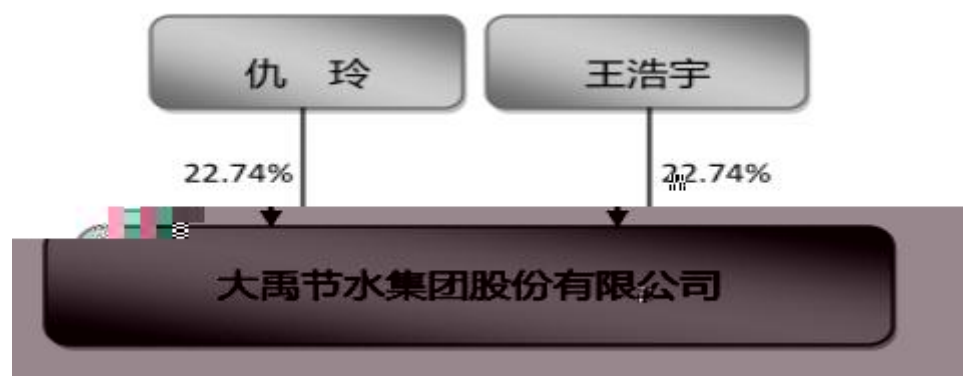 仇 玲
王浩宇
22.74%
22.74%
大禹节水集团股份有限公司